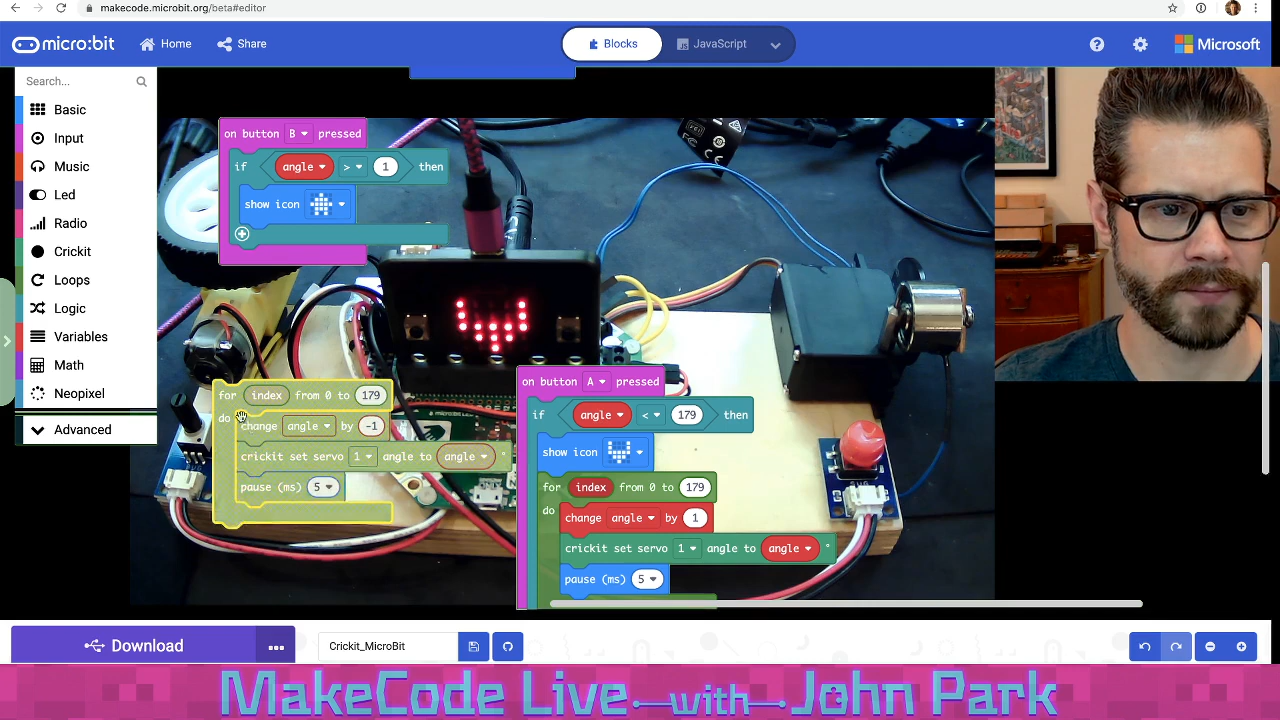 makecode.microbit.org/beta#editor
micro:bit
Home
Share
Blocks
JavaScript
Microsoft
Search...
Basic
Input
Music
Led
Radio
Crickit
Loops
Logic
Variables
Math
Neopixel
Advanced
on button B pressed
if angle > 1 then
show icon
for index from 0 to 179
do
change angle by -1
crickit set servo 1 angle to angle °
pause (ms) 5
on button A pressed
if angle < 179 then
show icon
for index from 0 to 179
do
change angle by 1
crickit set servo 1 angle to angle °
pause (ms) 5
Download
Crickit_MicroBit
MakeCode Live with John Park